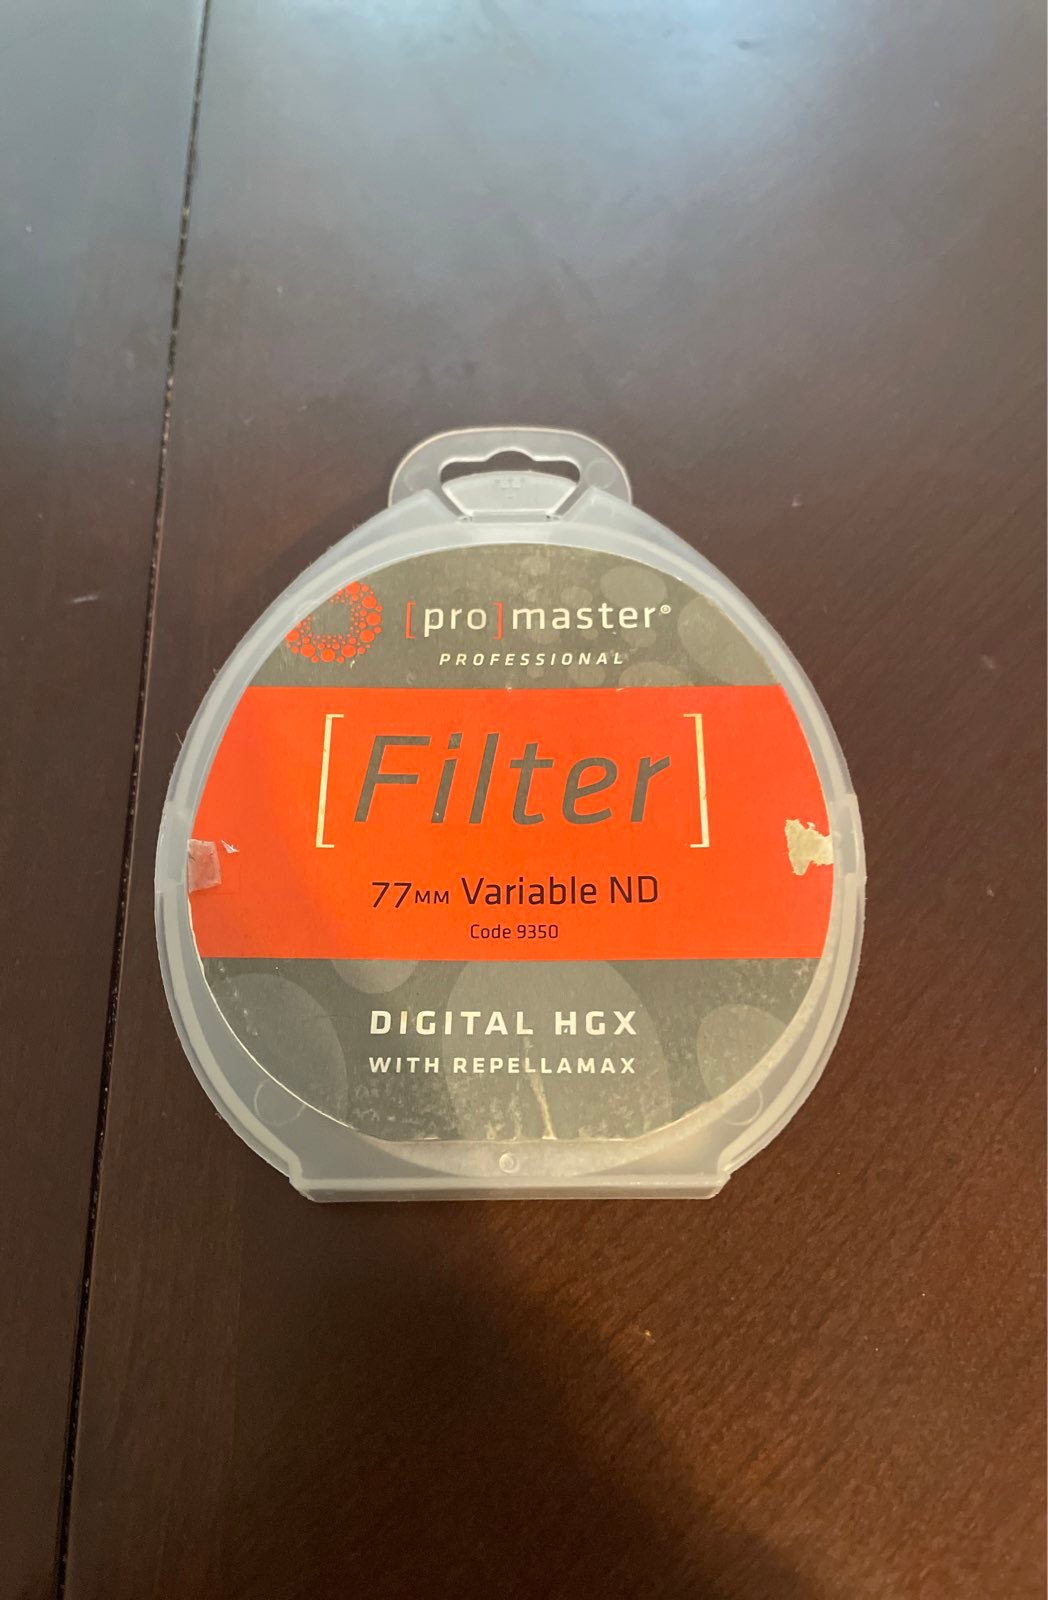 [pro]master®
PROFESSIONAL
[Filter]
77MM Variable ND
Code 9350
DIGITAL HGX
WITH REPELLAMAX